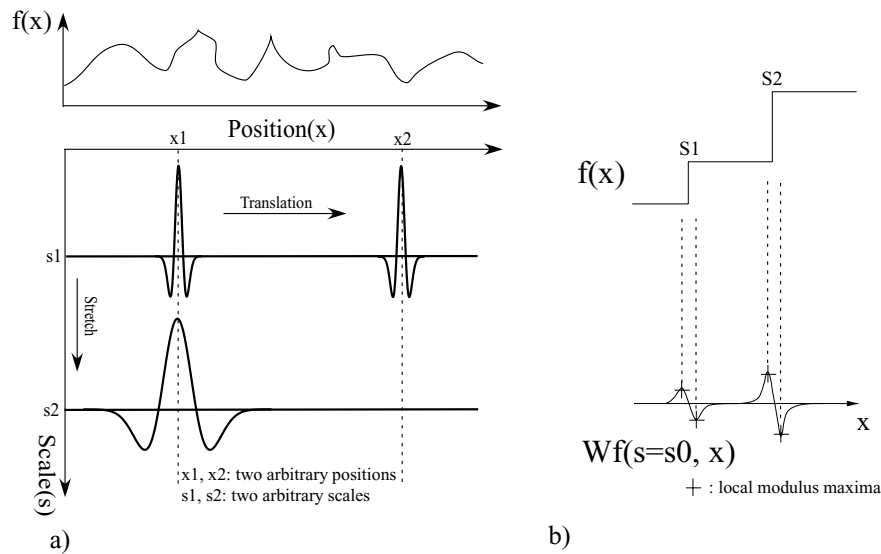 f(x)
Position(x)
x1
x2
Translation
s1
Stretch
s2
Scale(s)
x1, x2: two arbitrary positions
s1, s2: two arbitrary scales
a)
S2
S1
f(x)
x
Wf(s=s0, x)
+ : local modulus maxima
b)